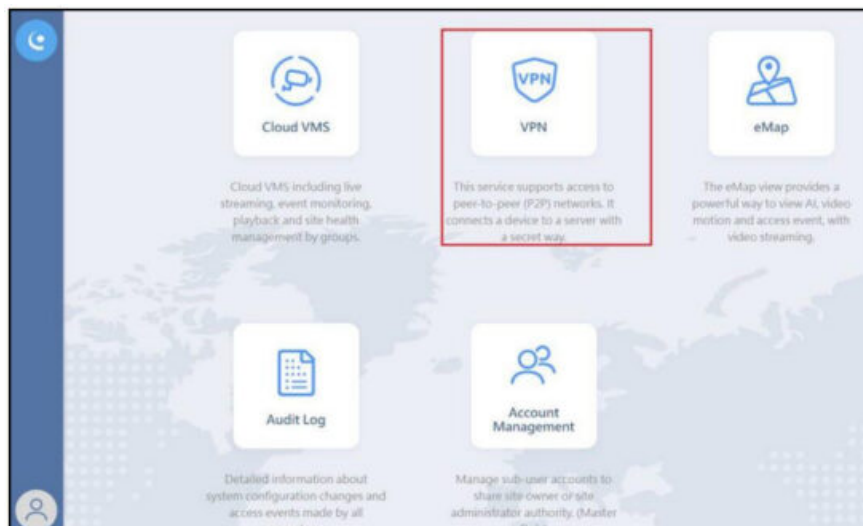 Cloud VMS
Cloud VMS including live
streaming, event monitoring,
playback and site health
management by groups.
VPN
VPN
This service supports access to
peer-to-peer (P2P) networks. It
connects a device to a server with
a secret way.
eMap
The eMap view provides a
powerful way to view AI, video
motion and access event, with
video streaming.
Audit Log
Detailed information about
system configuration changes and
access events made by all
Account
Management
Manage sub-user accounts to
share site owner or site
administrator authority. (Master